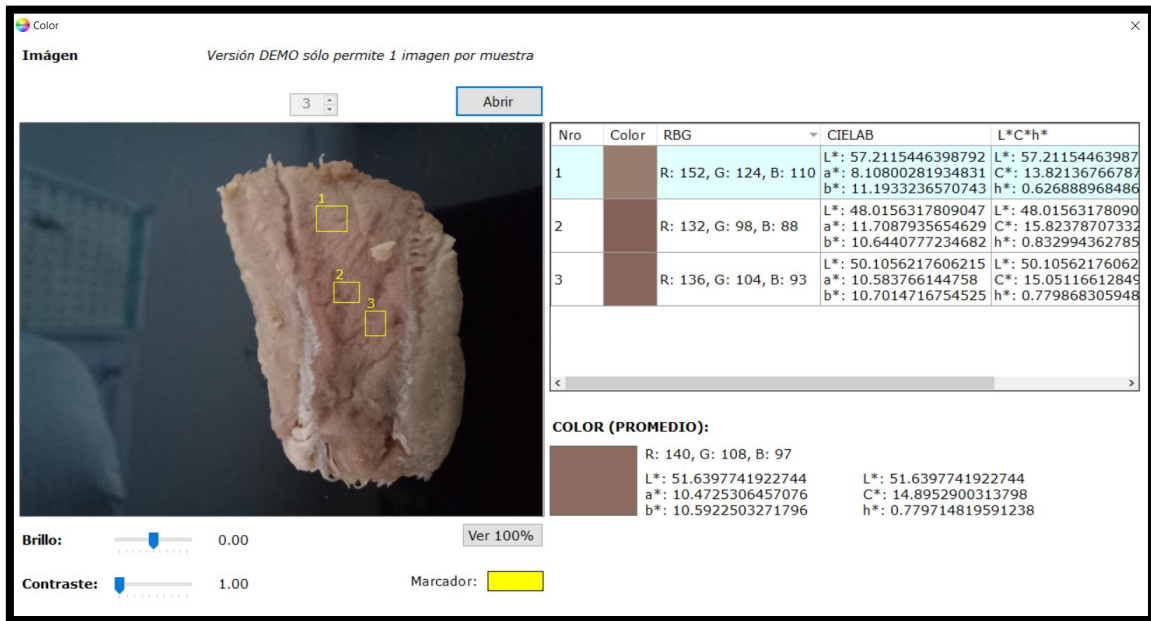 Color
Imágen Versión DEMO sólo permite 1 imagen por muestra
3 Abrir
Nro Color RBG CIELAB L*C*h*
1 R: 152, G: 124, B: 110
L*: 57.2115446398792 L*: 57.21154463987
a*: 8.10800281934831 C*: 13.82136766787
b*: 11.1933236570743 h*: 0.626888968486
2 R: 132, G: 98, B: 88
L*: 48.0156317809047 L*: 48.01563178090
a*: 11.7087935654629 C*: 15.82378707332
b*: 10.6440777234682 h*: 0.832994362785
3 R: 136, G: 104, B: 93
L*: 50.1056217606215 L*: 50.10562176062
a*: 10.583766144758 C*: 15.05116612849
b*: 10.7014716754525 h*: 0.779868305948
1
2
3
COLOR (PROMEDIO):
R: 140, G: 108, B: 97
L*: 51.6397741922744 L*: 51.6397741922744
a*: 10.4725306457076 C*: 14.8952900313798
b*: 10.5922503271796 h*: 0.779714819591238
Brillo: 0.00 Ver 100%
Contraste: 1.00 Marcador: